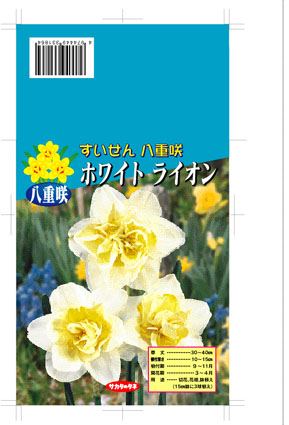 すいせん 八重咲
ホワイト ライオン
八重咲
草丈…………30~40㎝
植付深さ………10~15㎝
植付期…………9~11月
開花期…………3~4月
用途……切花、花壇、鉢植え
(15㎝鉢に3球植え)
サカタのタネ